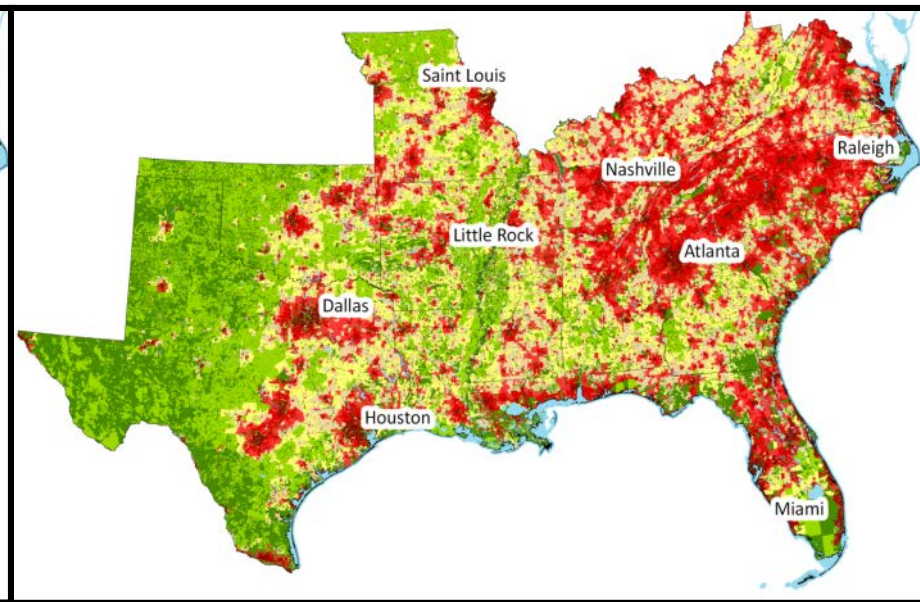 Saint Louis
Raleigh
Nashville
Little Rock
Atlanta
Dallas
Houston
Miami